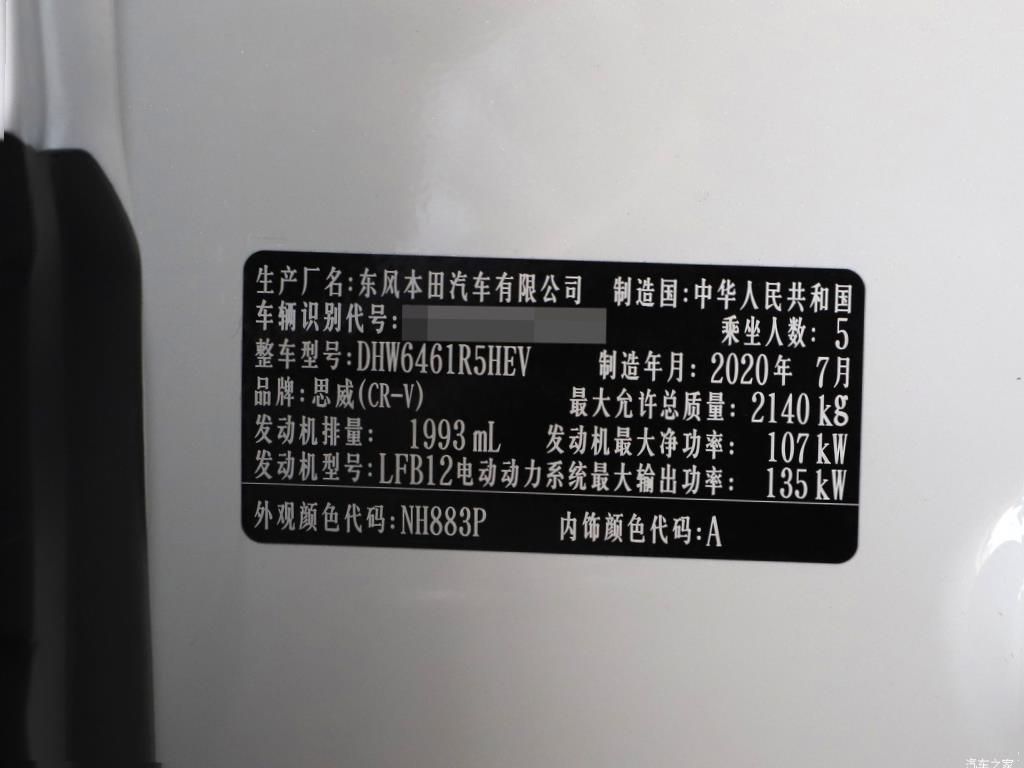 生产厂名:东风本田汽车有限公司 制造国:中华人民共和国
车辆识别代号: 乘坐人数: 5
整车型号:DHW6461R5HEV 制造年月: 2020年 7月
品牌:思威(CR-V) 最大允许总质量: 2140 kg
发动机排量: 1993 mL 发动机最大净功率: 107 kW
发动机型号:LFB12 电动动力系统最大输出功率: 135 kW
外观颜色代码:NH883P 内饰颜色代码:A
汽车之家